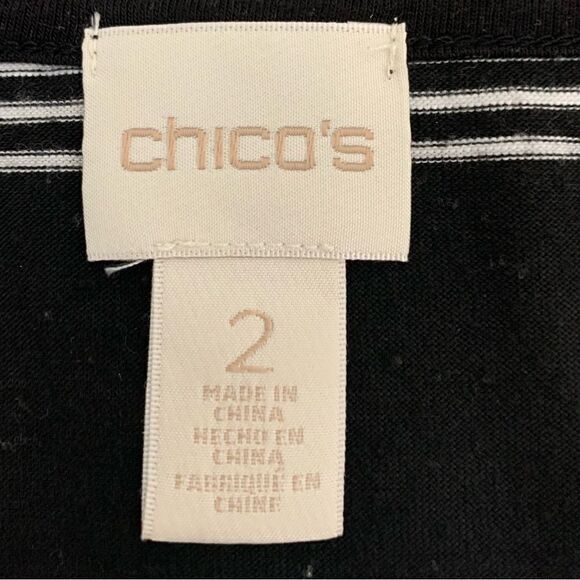 chico's
2
MADE IN
CHINA
HECHO EN
CHINA
FABRIQUÉ EN
CHINE